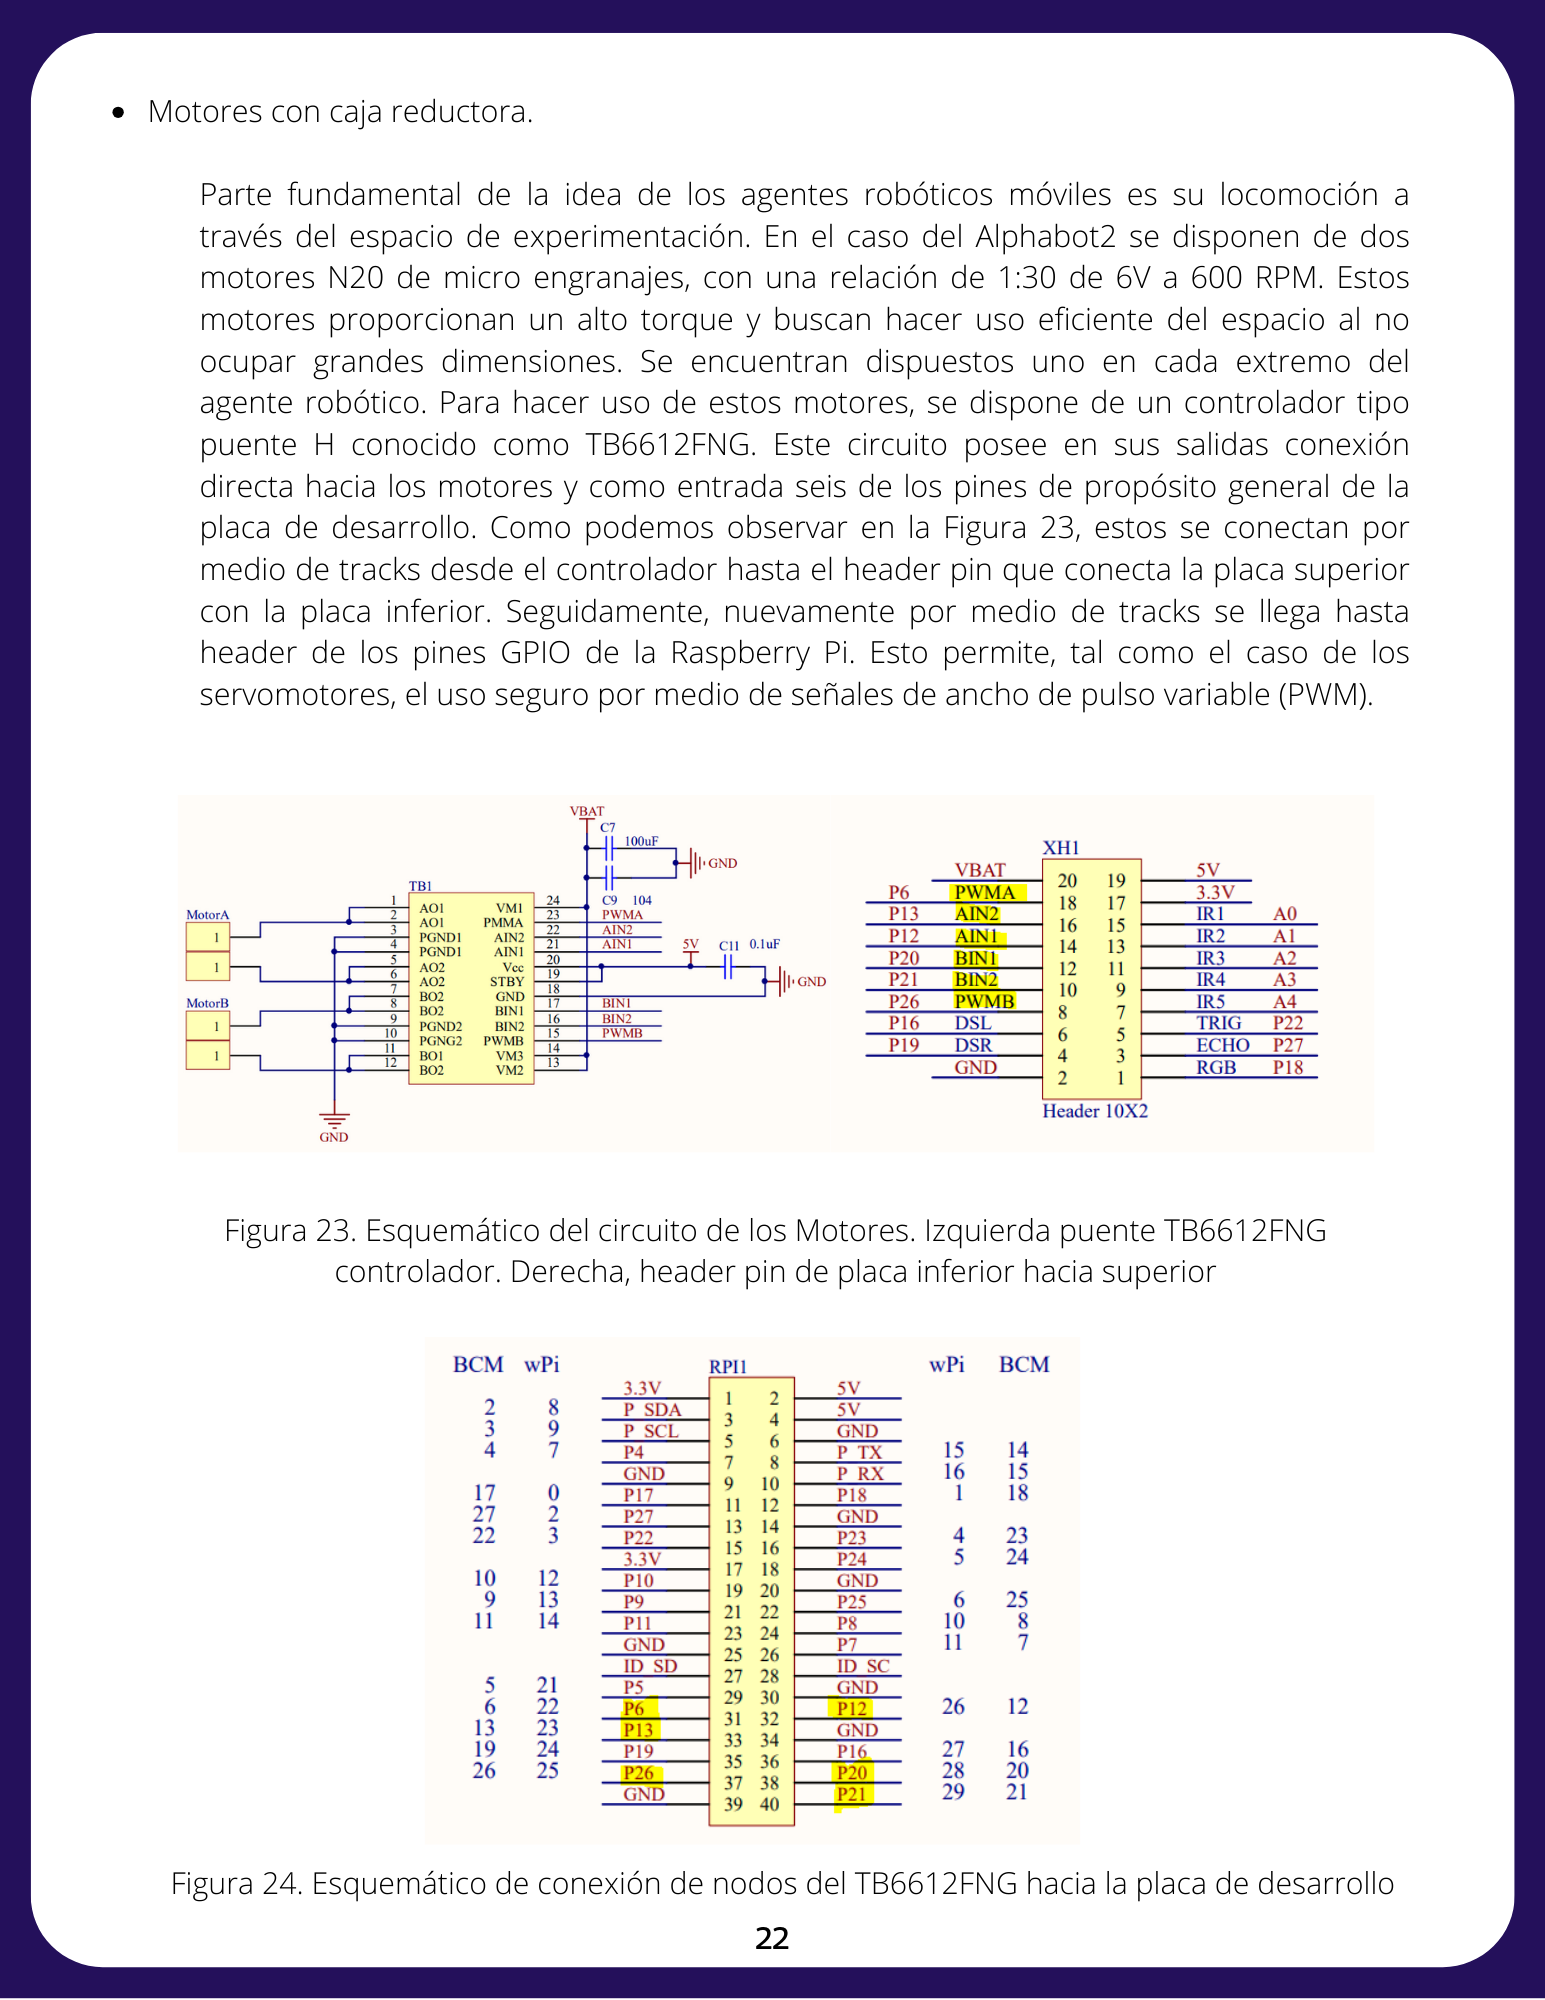 • Motores con caja reductora.
Parte fundamental de la idea de los agentes robóticos móviles es su locomoción a
través del espacio de experimentación. En el caso del Alphabot2 se disponen de dos
motores N20 de micro engranajes, con una relación de 1:30 de 6V a 600 RPM. Estos
motores proporcionan un alto torque y buscan hacer uso eficiente del espacio al no
ocupar grandes dimensiones. Se encuentran dispuestos uno en cada extremo del
agente robótico. Para hacer uso de estos motores, se dispone de un controlador tipo
puente H conocido como TB6612FNG. Este circuito posee en sus salidas conexión
directa hacia los motores y como entrada seis de los pines de propósito general de la
placa de desarrollo. Como podemos observar en la Figura 23, estos se conectan por
medio de tracks desde el controlador hasta el header pin que conecta la placa superior
con la placa inferior. Seguidamente, nuevamente por medio de tracks se llega hasta
header de los pines GPIO de la Raspberry Pi. Esto permite, tal como el caso de los
servomotores, el uso seguro por medio de señales de ancho de pulso variable (PWM).
VBAT
C7
100uF
GND
C9 104
TB1
MotorA
1
1
MotorB
1
1
1 AO1 VM1 24
2 AO1 PMMA 23 PWMA
3 PGND1 AIN2 22 AIN2
4 PGND1 AIN1 21 AIN1
5 AO2 Vcc 20
6 AO2 STBY 19
7 BO2 GND 18
8 BO2 BIN1 17 BIN1
9 PGND2 BIN2 16 BIN2
10 PGNG2 PWMB 15 PWMB
11 BO1 VM3 14
12 BO2 VM2 13
5V
C11 0.1uF
GND
GND
XH1
VBAT 20 19 5V
P6 PWMA 18 17 3.3V
P13 AIN2 16 15 IR1 A0
P12 AIN1 14 13 IR2 A1
P20 BIN1 12 11 IR3 A2
P21 BIN2 10 9 IR4 A3
P26 PWMB 8 7 IR5 A4
P16 DSL 6 5 TRIG P22
P19 DSR 4 3 ECHO P27
GND 2 1 RGB P18
Header 10X2
Figura 23. Esquemático del circuito de los Motores. Izquierda puente TB6612FNG
controlador. Derecha, header pin de placa inferior hacia superior
BCM wPi RPI1 wPi BCM
3.3V 1 2 5V
2 8 P SDA 3 4 5V
3 9 P SCL 5 6 GND
4 7 P4 7 8 P TX 15 14
GND 9 10 P RX 16 15
17 0 P17 11 12 P18 1 18
27 2 P27 13 14 GND
22 3 P22 15 16 P23 4 23
3.3V 17 18 P24 5 24
10 12 P10 19 20 GND
9 13 P9 21 22 P25 6 25
11 14 P11 23 24 P8 10 8
GND 25 26 P7 11 7
ID SD 27 28 ID SC
5 21 P5 29 30 GND
6 22 P6 31 32 P12 26 12
13 23 P13 33 34 GND
19 24 P19 35 36 P16 27 16
26 25 P26 37 38 P20 28 20
GND 39 40 P21 29 21
Figura 24. Esquemático de conexión de nodos del TB6612FNG hacia la placa de desarrollo
22